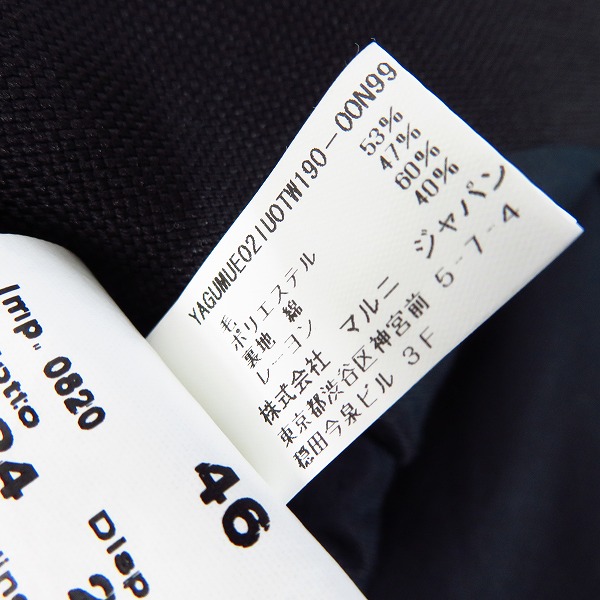 YAGUMUE02IUOTW190-00N99
毛 53%
ポリエステル 47%
裏地 綿 60%
レーヨン 40%
株式会社 マルニ ジャパン
東京都渋谷区神宮前 5-7-4
穏田今泉ビル 3F
Imp. 0820
46